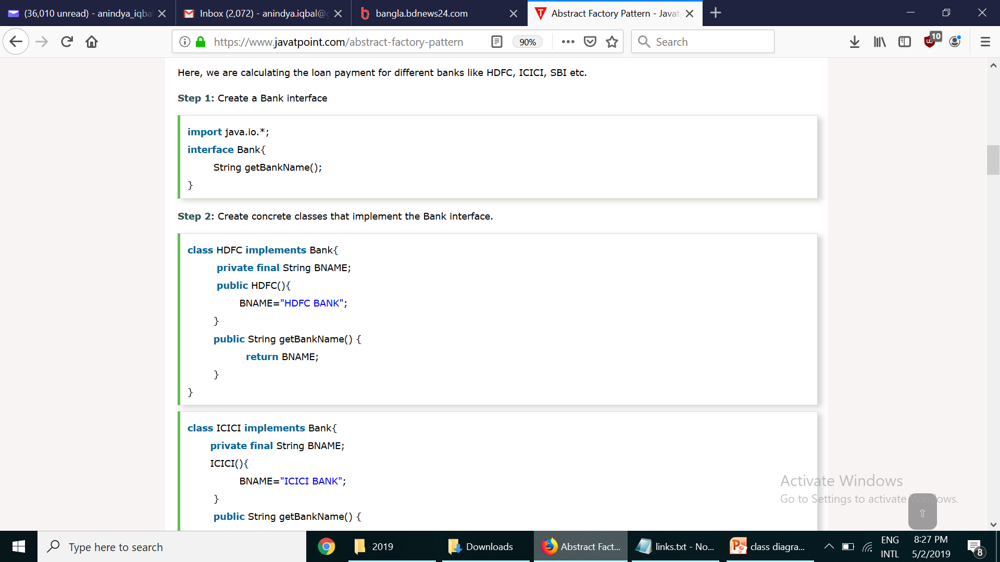 (36,010 unread) - anindya_iqba
Inbox (2,072) - anindya.iqbal@
bangla.bdnews24.com
Abstract Factory Pattern - Javat
https://www.javatpoint.com/abstract-factory-pattern
90%
Search
10
Here, we are calculating the loan payment for different banks like HDFC, ICICI, SBI etc.
Step 1: Create a Bank interface
import java.io.*;
interface Bank{
String getBankName();
}
Step 2: Create concrete classes that implement the Bank interface.
class HDFC implements Bank{
private final String BNAME;
public HDFC(){
BNAME="HDFC BANK";
}
public String getBankName() {
return BNAME;
}
}
class ICICI implements Bank{
private final String BNAME;
ICICI(){
BNAME="ICICI BANK";
}
public String getBankName() {
Activate Windows
Go to Settings to activate Windows.
Type here to search
2019
Downloads
Abstract Fact...
links.txt - No...
class diagra...
ENG
INTL
8:27 PM
5/2/2019
8